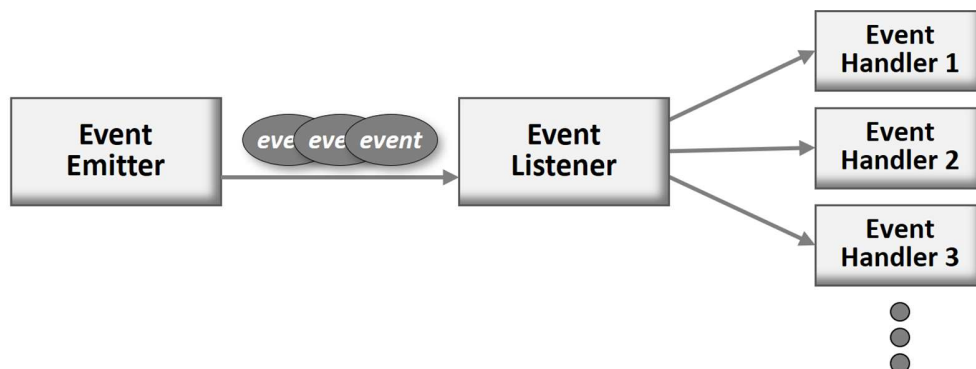 Event
Emitter
eve
eve
event
Event
Listener
Event
Handler 1
Event
Handler 2
Event
Handler 3